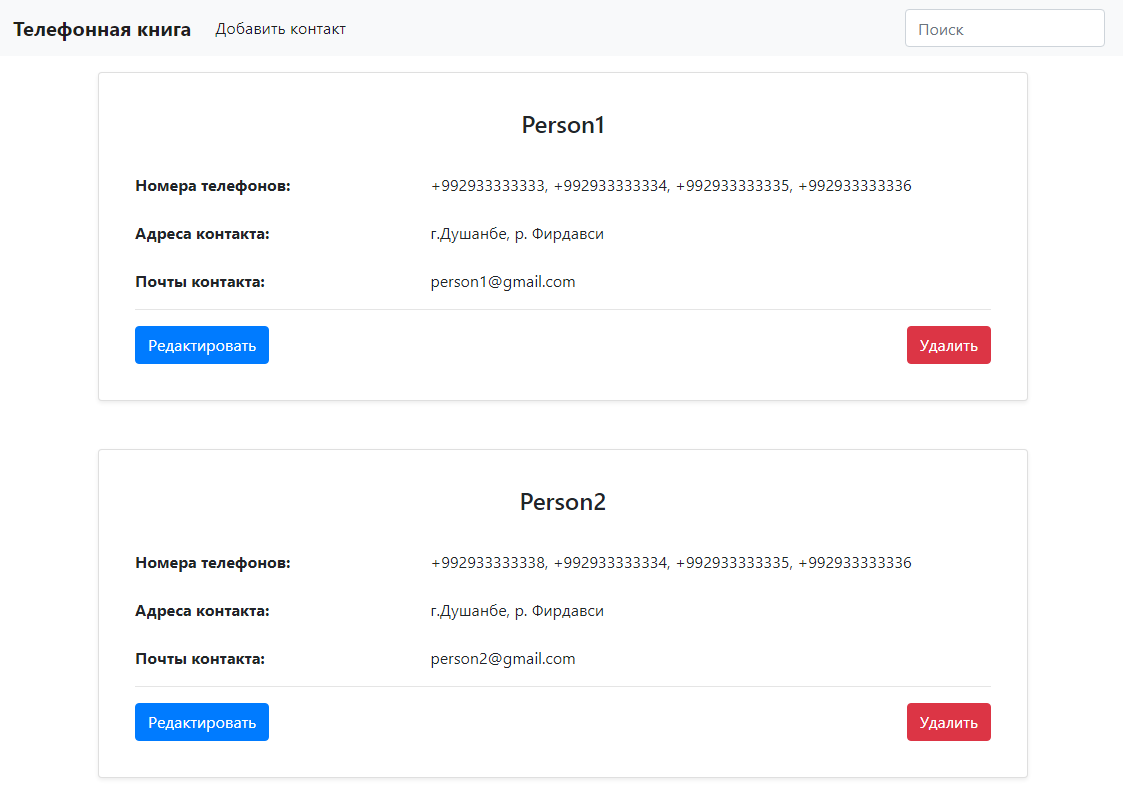 Телефонная книга Добавить контакт Поиск
Person1
Номера телефонов: +992933333333, +992933333334, +992933333335, +992933333336
Адреса контакта: г.Душанбе, р. Фирдавси
Почты контакта: person1@gmail.com
Редактировать Удалить
Person2
Номера телефонов: +992933333338, +992933333334, +992933333335, +992933333336
Адреса контакта: г.Душанбе, р. Фирдавси
Почты контакта: person2@gmail.com
Редактировать Удалить